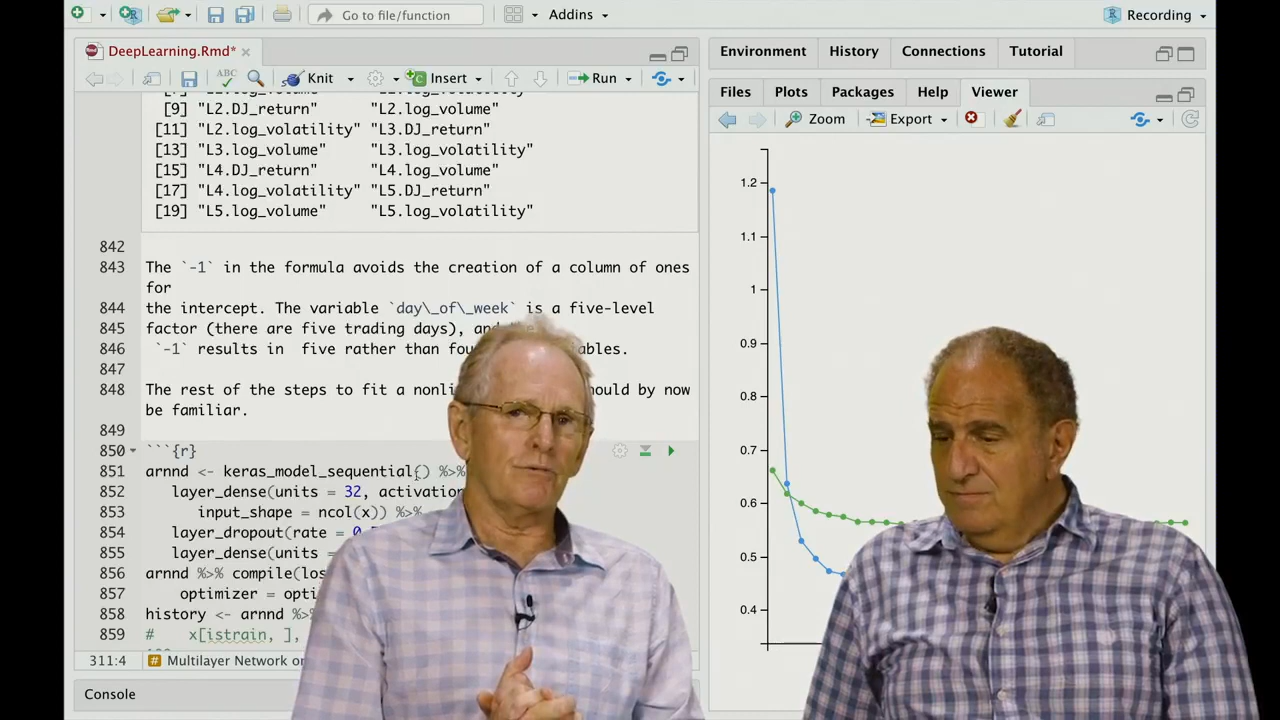 Go to file/function
Addins
Recording
DeepLearning.Rmd*
Environment
History
Connections
Tutorial
ABC
Knit
Insert
Run
Files
Plots
Packages
Help
Viewer
Zoom
Export
[9] "L2.DJ_return" "L2.log_volume"
[11] "L2.log_volatility" "L3.DJ_return"
[13] "L3.log_volume" "L3.log_volatility"
[15] "L4.DJ_return" "L4.log_volume"
[17] "L4.log_volatility" "L5.DJ_return"
[19] "L5.log_volume" "L5.log_volatility"
842
843 The `-1` in the formula avoids the creation of a column of ones
for
844 the intercept. The variable `day\_of\_week` is a five-level
845 factor (there are five trading days), and
846 `-1` results in five rather than
847
848 The rest of the steps to fit a should by now
be familiar.
849
850 ```{r}
851 arnnd <- keras_model_sequential() %>%
852 layer_dense(units = 32, activation
853 input_shape = ncol(x)) %>%
854 layer_dropout(rate = 0
855 layer_dense(units =
856 arnnd %>% compile(
857 optimizer =
858 history <- arnnd %>%
859 # x[istrain, ],
311:4 Multilayer Network
Console
1.2
1.1
1
0.9
0.8
0.7
0.6
0.5
0.4